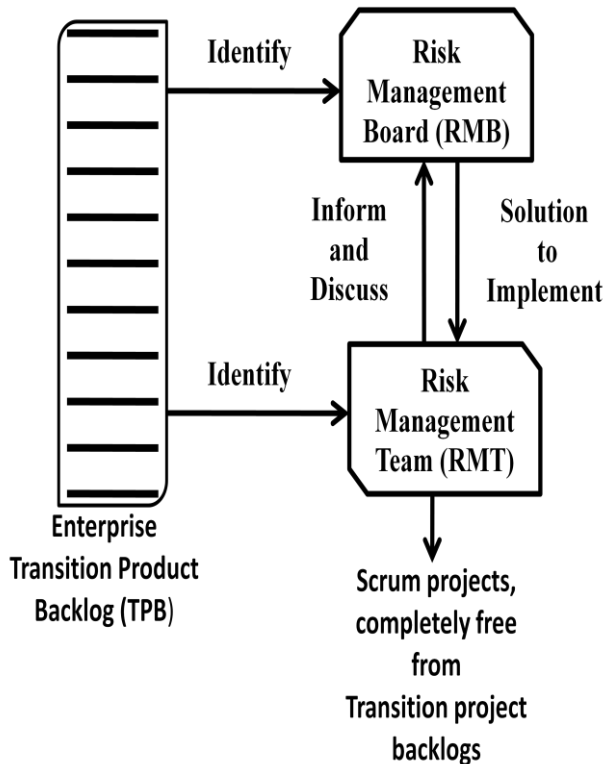 Identify
Risk
Management
Board (RMB)
Inform
and
Discuss
Solution
to
Implement
Identify
Risk
Management
Team (RMT)
Enterprise
Transition Product
Backlog (TPB)
Scrum projects,
completely free
from
Transition project
backlogs